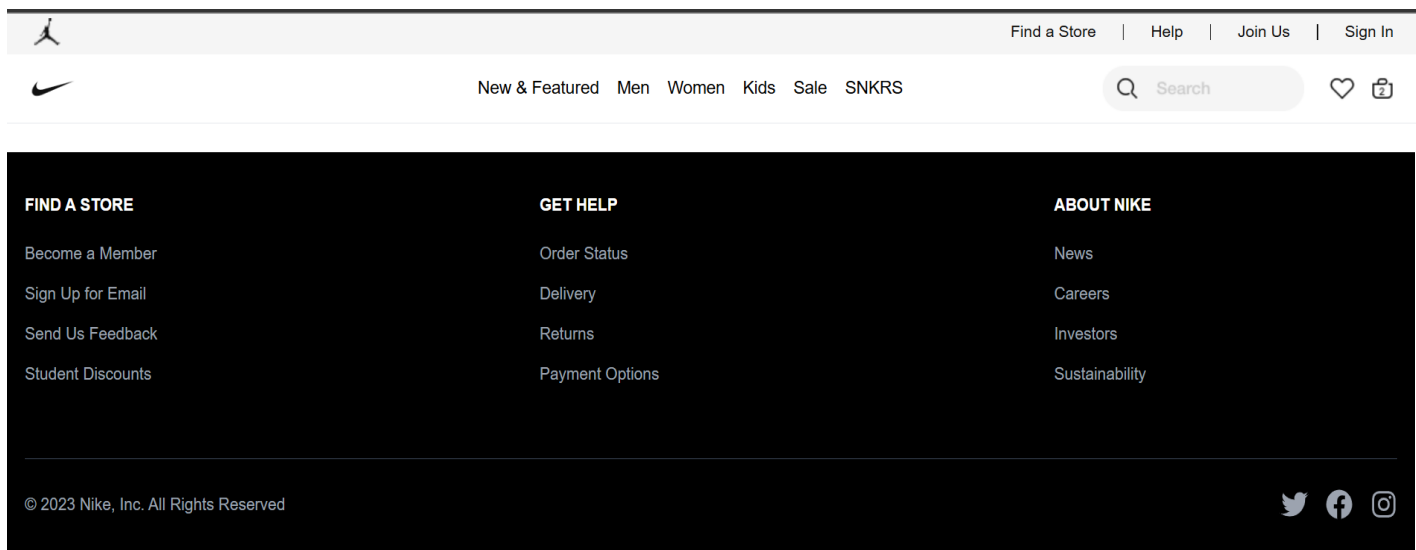 Find a Store | Help | Join Us | Sign In
New & Featured Men Women Kids Sale SNKRS Search 2
FIND A STORE GET HELP ABOUT NIKE
Become a Member Order Status News
Sign Up for Email Delivery Careers
Send Us Feedback Returns Investors
Student Discounts Payment Options Sustainability
© 2023 Nike, Inc. All Rights Reserved